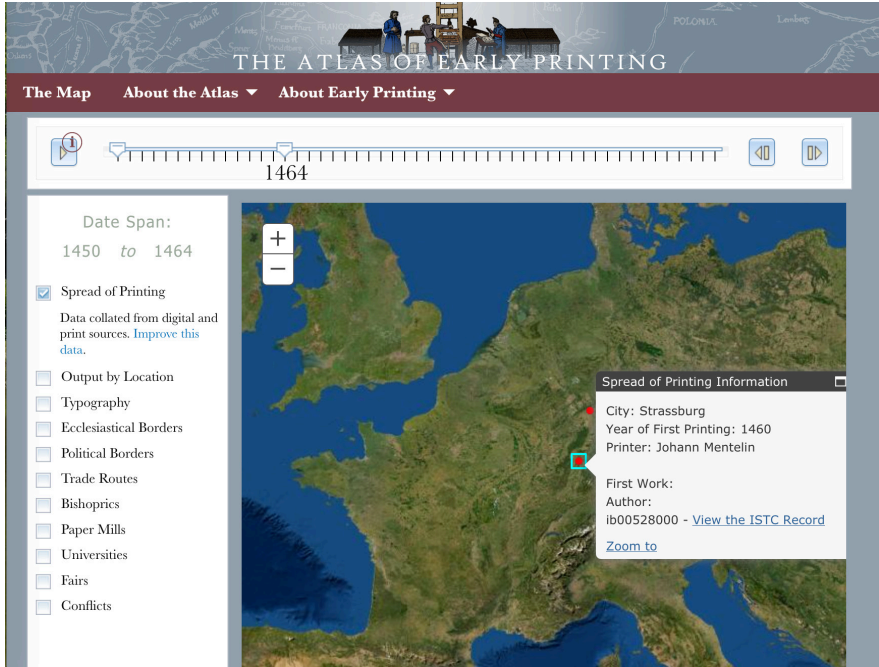 POLONIA
THE ATLAS OF EARLY PRINTING
The Map About the Atlas About Early Printing
i
1464
Date Span:
1450 to 1464
Spread of Printing
Data collated from digital and
print sources. Improve this
data.
Output by Location
Typography
Ecclesiastical Borders
Political Borders
Trade Routes
Bishoprics
Paper Mills
Universities
Fairs
Conflicts
+
−
Spread of Printing Information
City: Strassburg
Year of First Printing: 1460
Printer: Johann Mentelin
First Work:
Author:
ib00528000 - View the ISTC Record
Zoom to